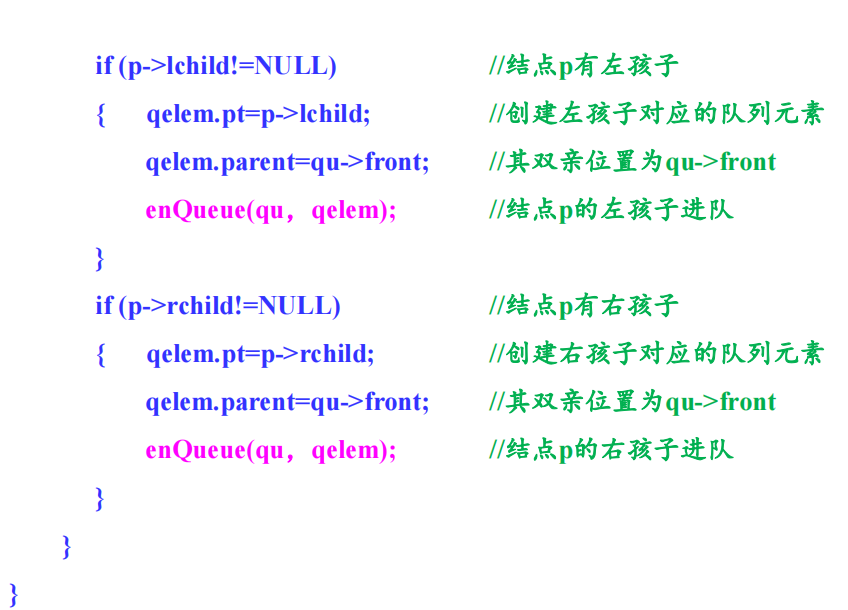 if (p->lchild!=NULL) //结点p有左孩子
{ qelem.pt=p->lchild; //创建左孩子对应的队列元素
qelem.parent=qu->front; //其双亲位置为qu->front
enQueue(qu，qelem); //结点p的左孩子进队
}
if (p->rchild!=NULL) //结点p有右孩子
{ qelem.pt=p->rchild; //创建右孩子对应的队列元素
qelem.parent=qu->front; //其双亲位置为qu->front
enQueue(qu，qelem); //结点p的右孩子进队
}
}
}